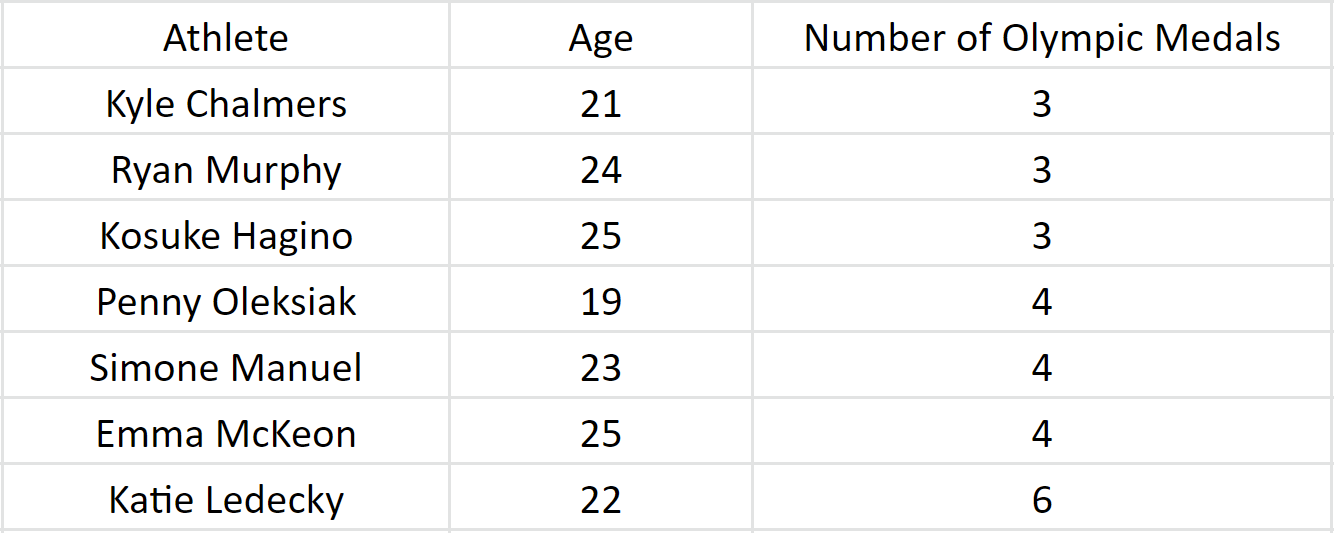 Athlete Age Number of Olympic Medals
Kyle Chalmers 21 3
Ryan Murphy 24 3
Kosuke Hagino 25 3
Penny Oleksiak 19 4
Simone Manuel 23 4
Emma McKeon 25 4
Katie Ledecky 22 6